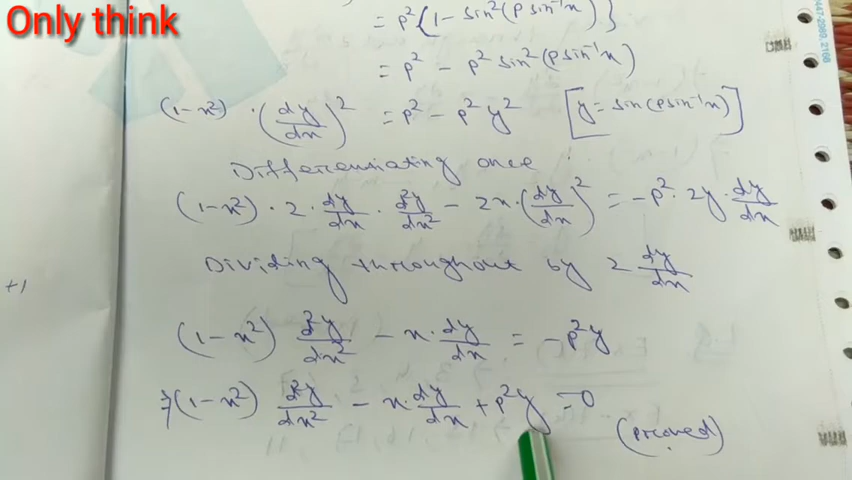 Only think
= p²{1 - sin²(p sin⁻¹x)}
= p² - p² sin²(p sin⁻¹x)
(1-x²) · (dy/dx)² = p² - p² y² [y = sin(p sin⁻¹x)]
Differentiating once
(1-x²) · 2 · dy/dx · d²y/dx² - 2x · (dy/dx)² = -p² · 2y · dy/dx
Dividing throughout by 2 dy/dx
+1
(1-x²) d²y/dx² - x · dy/dx = -p²y
⇒ (1-x²) d²y/dx² - x · dy/dx + p²y = 0
(proved)